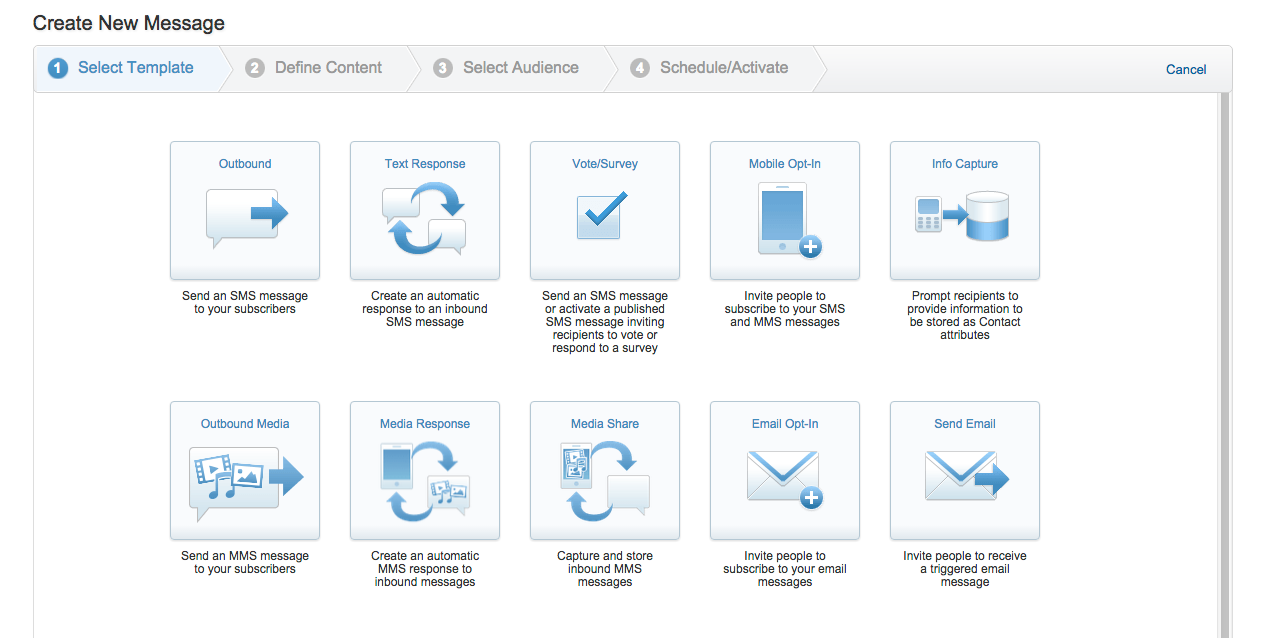 Create New Message
1 Select Template
2 Define Content
3 Select Audience
4 Schedule/Activate
Cancel
Outbound
Send an SMS message
to your subscribers
Text Response
Create an automatic
response to an inbound
SMS message
Vote/Survey
Send an SMS message
or activate a published
SMS message inviting
recipients to vote or
respond to a survey
Mobile Opt-In
Invite people to
subscribe to your SMS
and MMS messages
Info Capture
Prompt recipients to
provide information to
be stored as Contact
attributes
Outbound Media
Send an MMS message
to your subscribers
Media Response
Create an automatic
MMS response to
inbound messages
Media Share
Capture and store
inbound MMS
messages
Email Opt-In
Invite people to
subscribe to your email
messages
Send Email
Invite people to receive
a triggered email
message